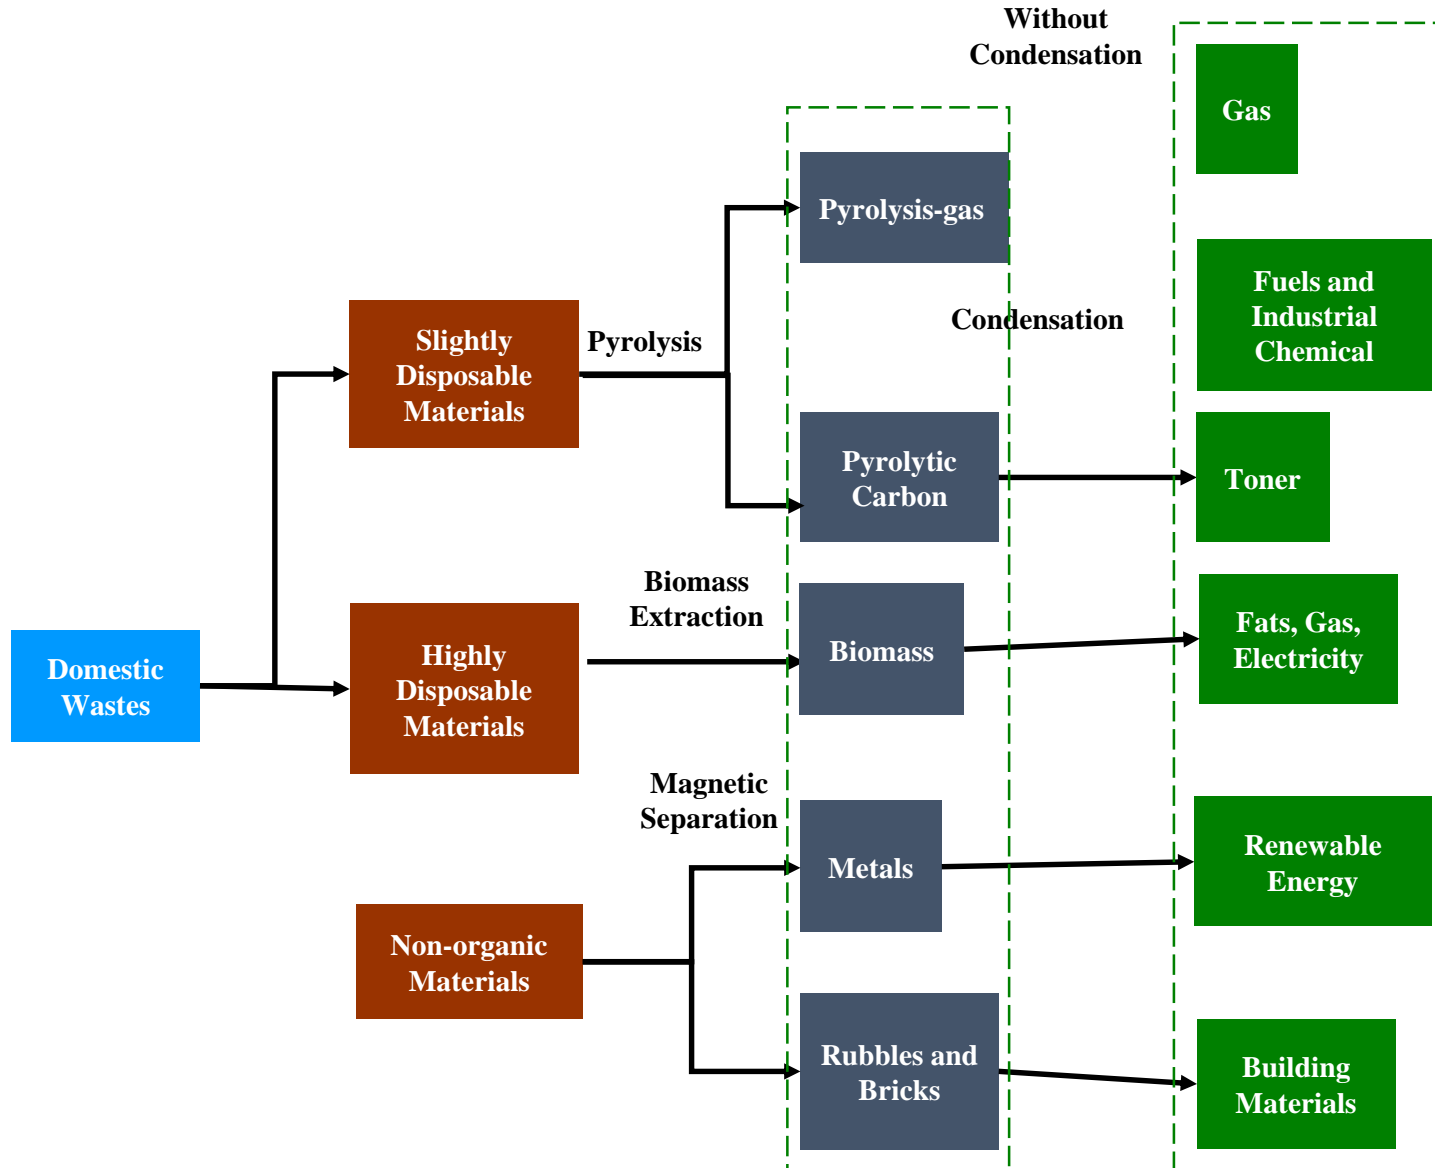 Without
Condensation
Gas
Pyrolysis-gas
Fuels and
Industrial
Chemical
Condensation
Slightly
Disposable
Materials
Pyrolysis
Pyrolytic
Carbon
Toner
Biomass
Extraction
Biomass
Fats, Gas,
Electricity
Domestic
Wastes
Highly
Disposable
Materials
Magnetic
Separation
Metals
Renewable
Energy
Non-organic
Materials
Rubbles and
Bricks
Building
Materials